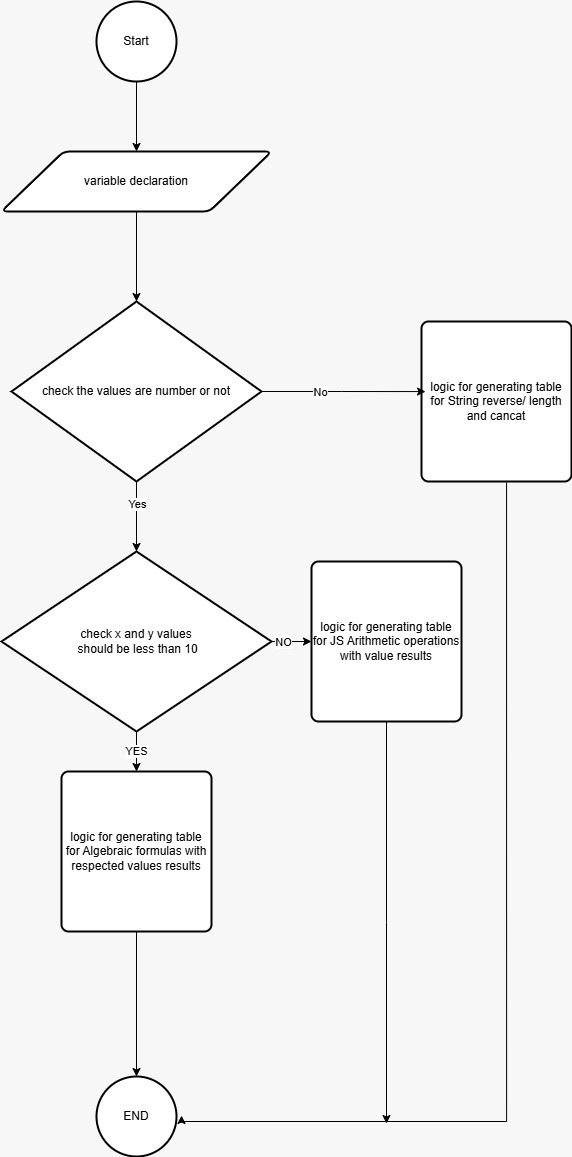 Start
variable declaration
check the values are number or not
No
logic for generating table
for String reverse/ length
and cancat
Yes
check x and y values
should be less than 10
NO
logic for generating table
for JS Arithmetic operations
with value results
YES
logic for generating table
for Algebraic formulas with
respected values results
END